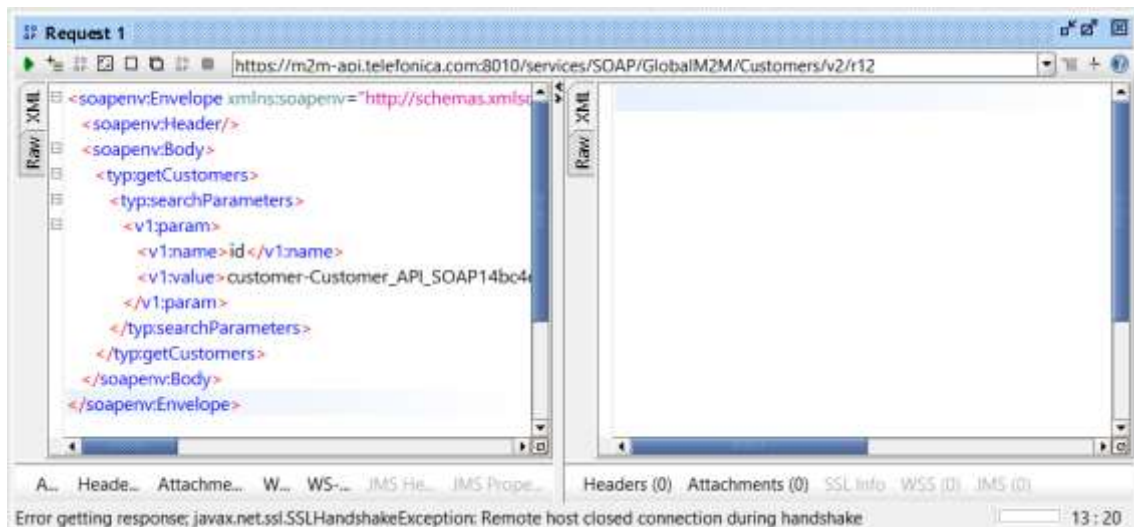 Request 1
https://m2m-api.telefonica.com:8010/services/SOAP/GlobalM2M/Customers/v2/r12
XML
Raw
<soapenv:Envelope xmlns:soapenv="http://schemas.xmlso
<soapenv:Header/>
<soapenv:Body>
<typ:getCustomers>
<typ:searchParameters>
<v1:param>
<v1:name>id</v1:name>
<v1:value>customer-Customer_API_SOAP14bc4
</v1:param>
</typ:searchParameters>
</typ:getCustomers>
</soapenv:Body>
</soapenv:Envelope>
XML
Raw
A... Heade... Attachme... W... WS-... JMS He... JMS Prope...
Headers (0) Attachments (0) SSL Info WSS (0) JMS (0)
Error getting response; javax.net.ssl.SSLHandshakeException: Remote host closed connection during handshake
13 : 20